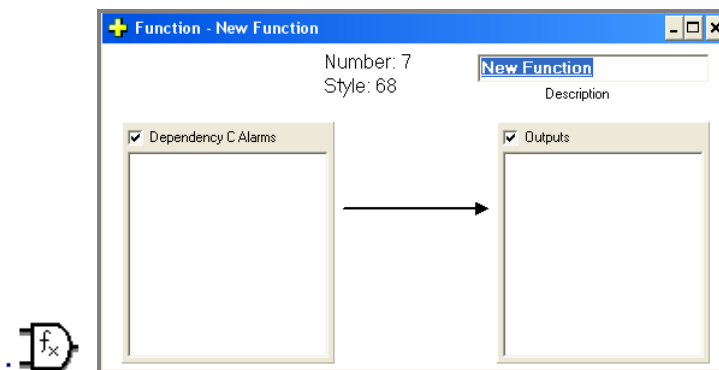 Function - New Function
Number: 7
Style: 68
New Function
Description
Dependency C Alarms
Outputs
fx